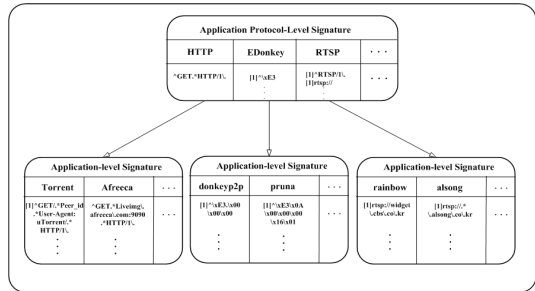 Application Protocol-Level Signature
HTTP EDonkey RTSP . . .
^GET.*HTTP/1\. [1]^\xE3 [1]^RTSP/1\. . . .
[1]rtsp://
Application-level Signature
Torrent Afreeca . . .
[1]^GET/.*Peer_id ^GET.*Liveimg\. . . .
.*User-Agent: afreeca\.com:9090
uTorrent/.* .*HTTP/1\.
HTTP/1\.
Application-level Signature
donkeyp2p pruna . . .
[1]^\xE3.\x00 [1]^\xE3\x0A . . .
\x00\x00 \x00\x00\x00
\x16\x01
Application-level Signature
rainbow alsong . . .
[1]rtsp://widget [1]rtsp://.* . . .
\.cbs\.co\.kr \.alsong\.co\.kr